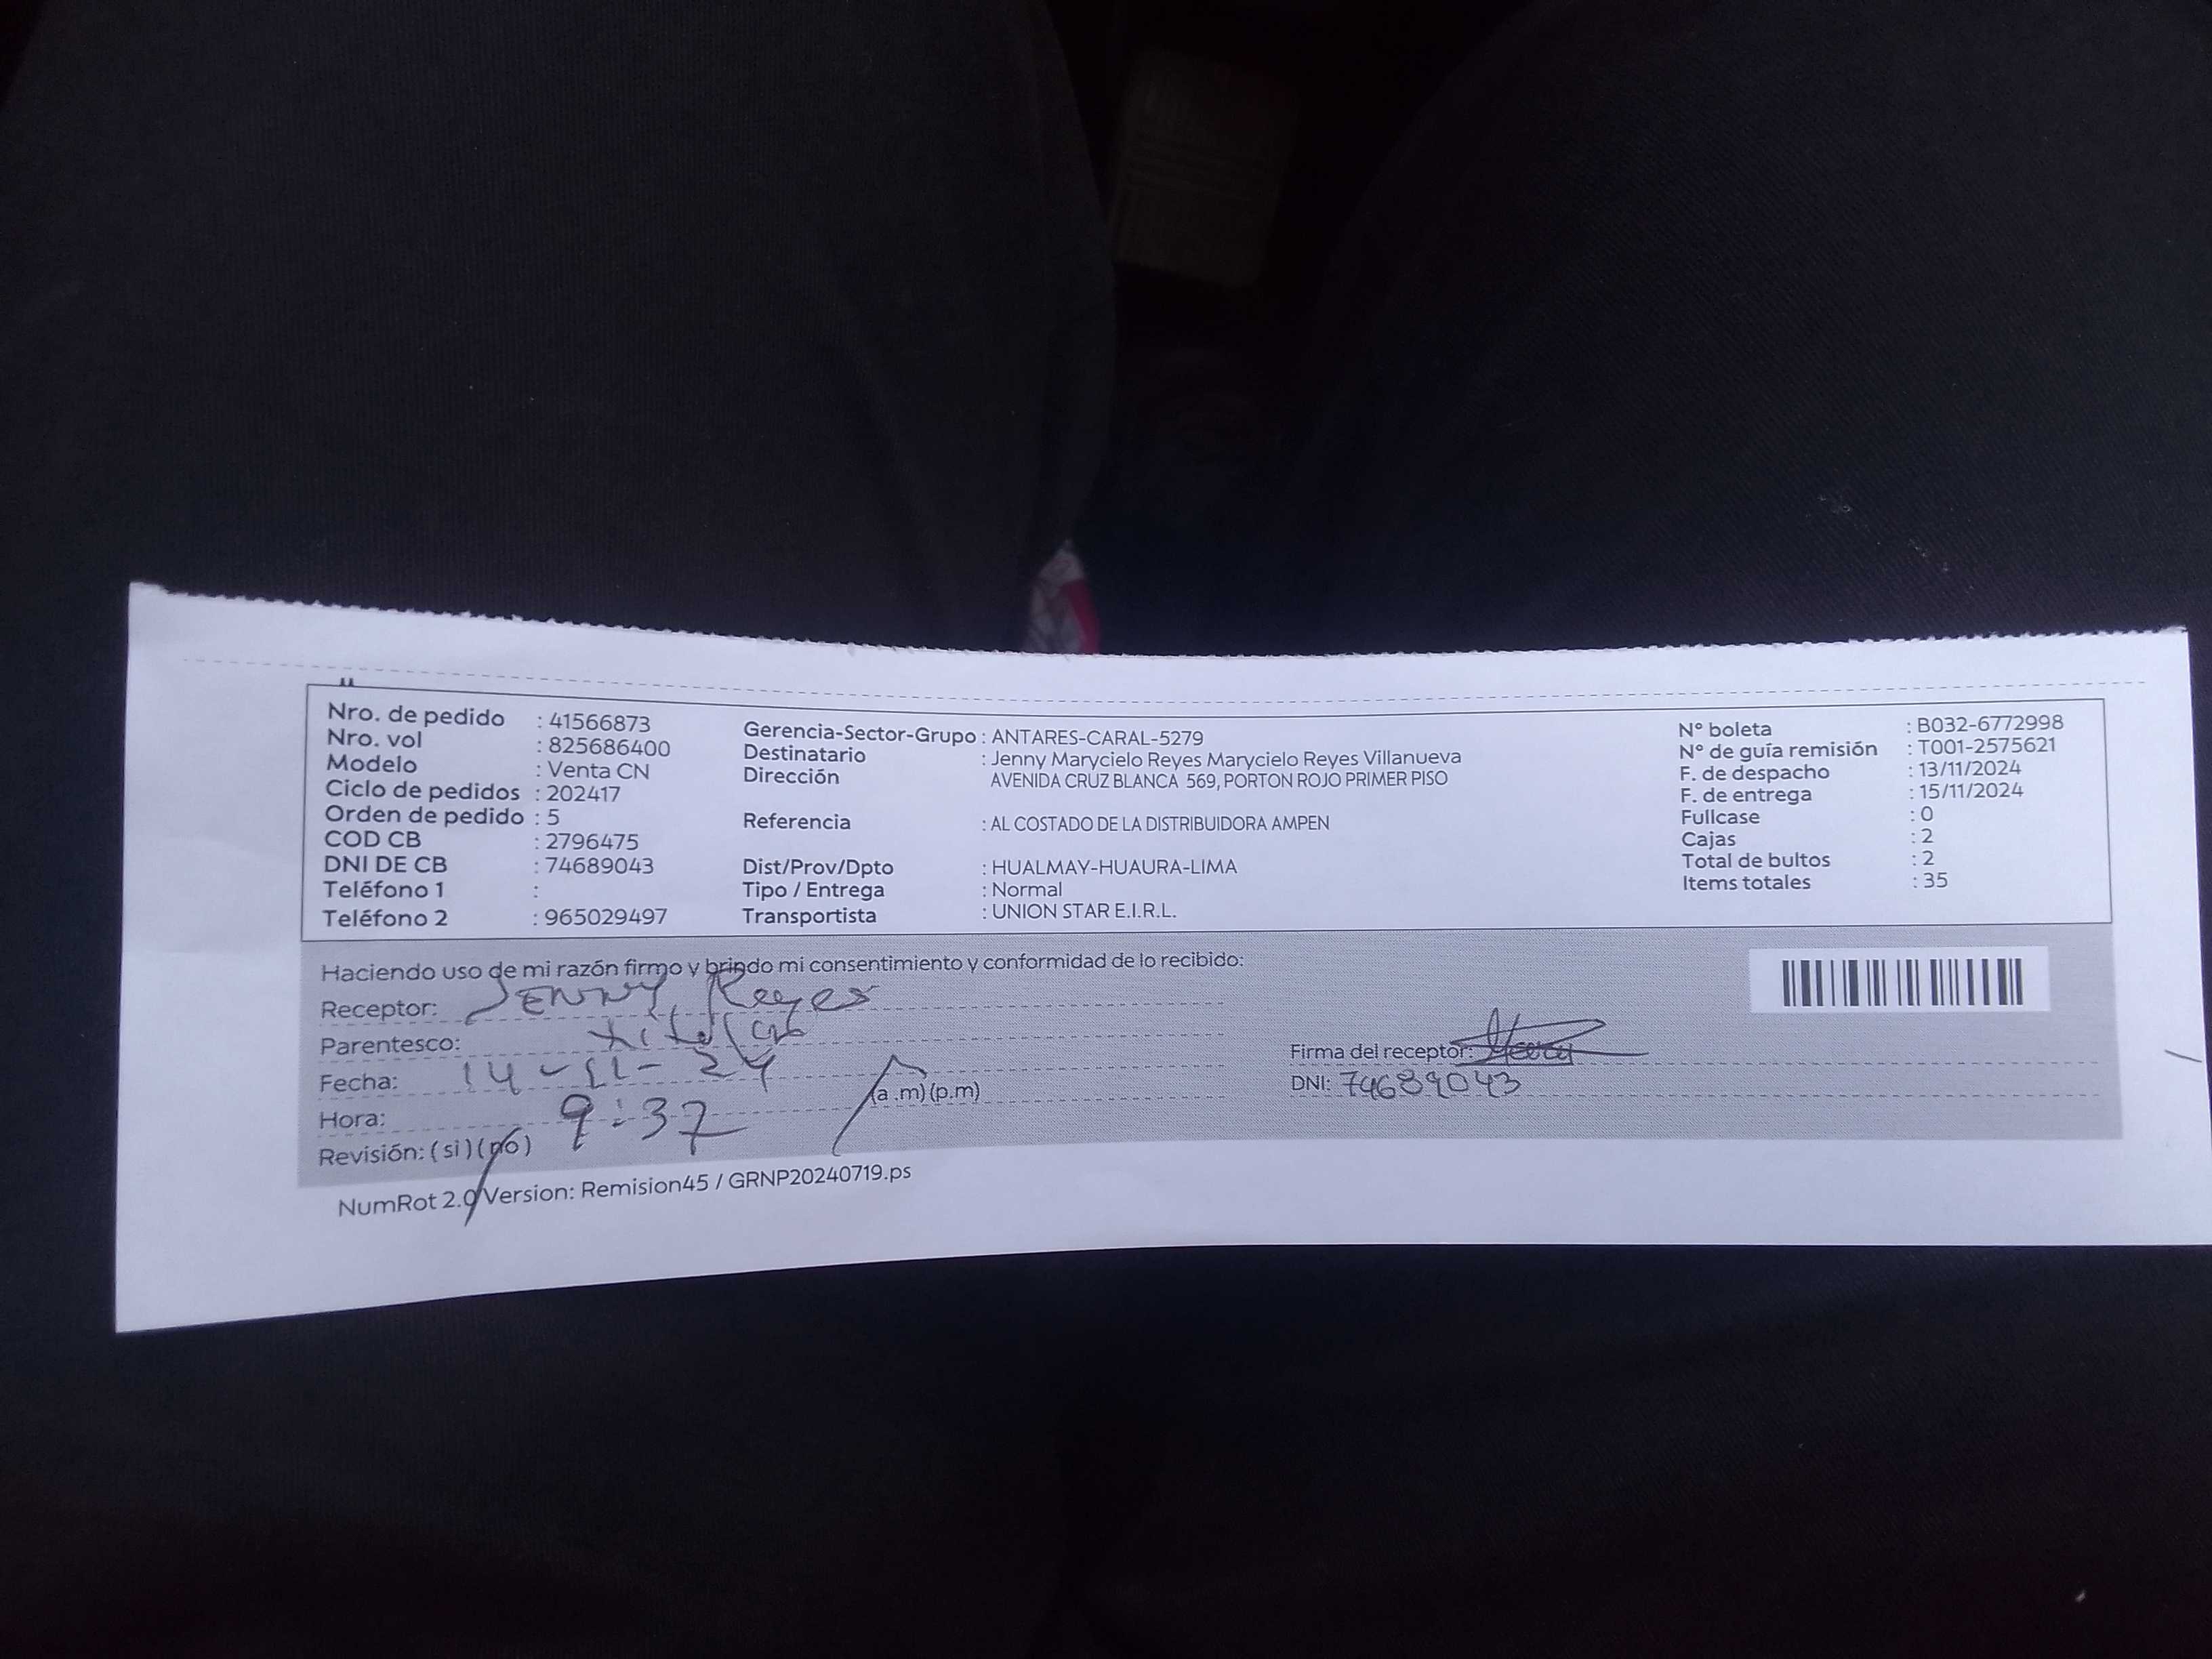 Nro. de pedido : 41566873
Nro. vol : 825686400
Modelo : Venta CN
Ciclo de pedidos : 202417
Orden de pedido : 5
COD CB : 2796475
DNI DE CB : 74689043
Teléfono 1 :
Teléfono 2 : 965029497
Gerencia-Sector-Grupo : ANTARES-CARAL-5279
Destinatario : Jenny Marycielo Reyes Marycielo Reyes Villanueva
Dirección AVENIDA CRUZ BLANCA 569, PORTON ROJO PRIMER PISO
Referencia : AL COSTADO DE LA DISTRIBUIDORA AMPEN
Dist/Prov/Dpto : HUALMAY-HUAURA-LIMA
Tipo / Entrega : Normal
Transportista : UNION STAR E.I.R.L.
N° boleta : B032-6772998
N° de guía remisión : T001-2575621
F. de despacho : 13/11/2024
F. de entrega : 15/11/2024
Fullcase : 0
Cajas : 2
Total de bultos : 2
Items totales : 35
Haciendo uso de mi razón firmo y brindo mi consentimiento y conformidad de lo recibido:
Receptor: JENNY Reyes
Parentesco:
Fecha: 14-11-24
Hora: 9:37 (a.m) (p.m)
Revisión: (si) (no)
Firma del receptor:
DNI: 74689043
NumRot 2.0 Version: Remision45 / GRNP20240719.ps